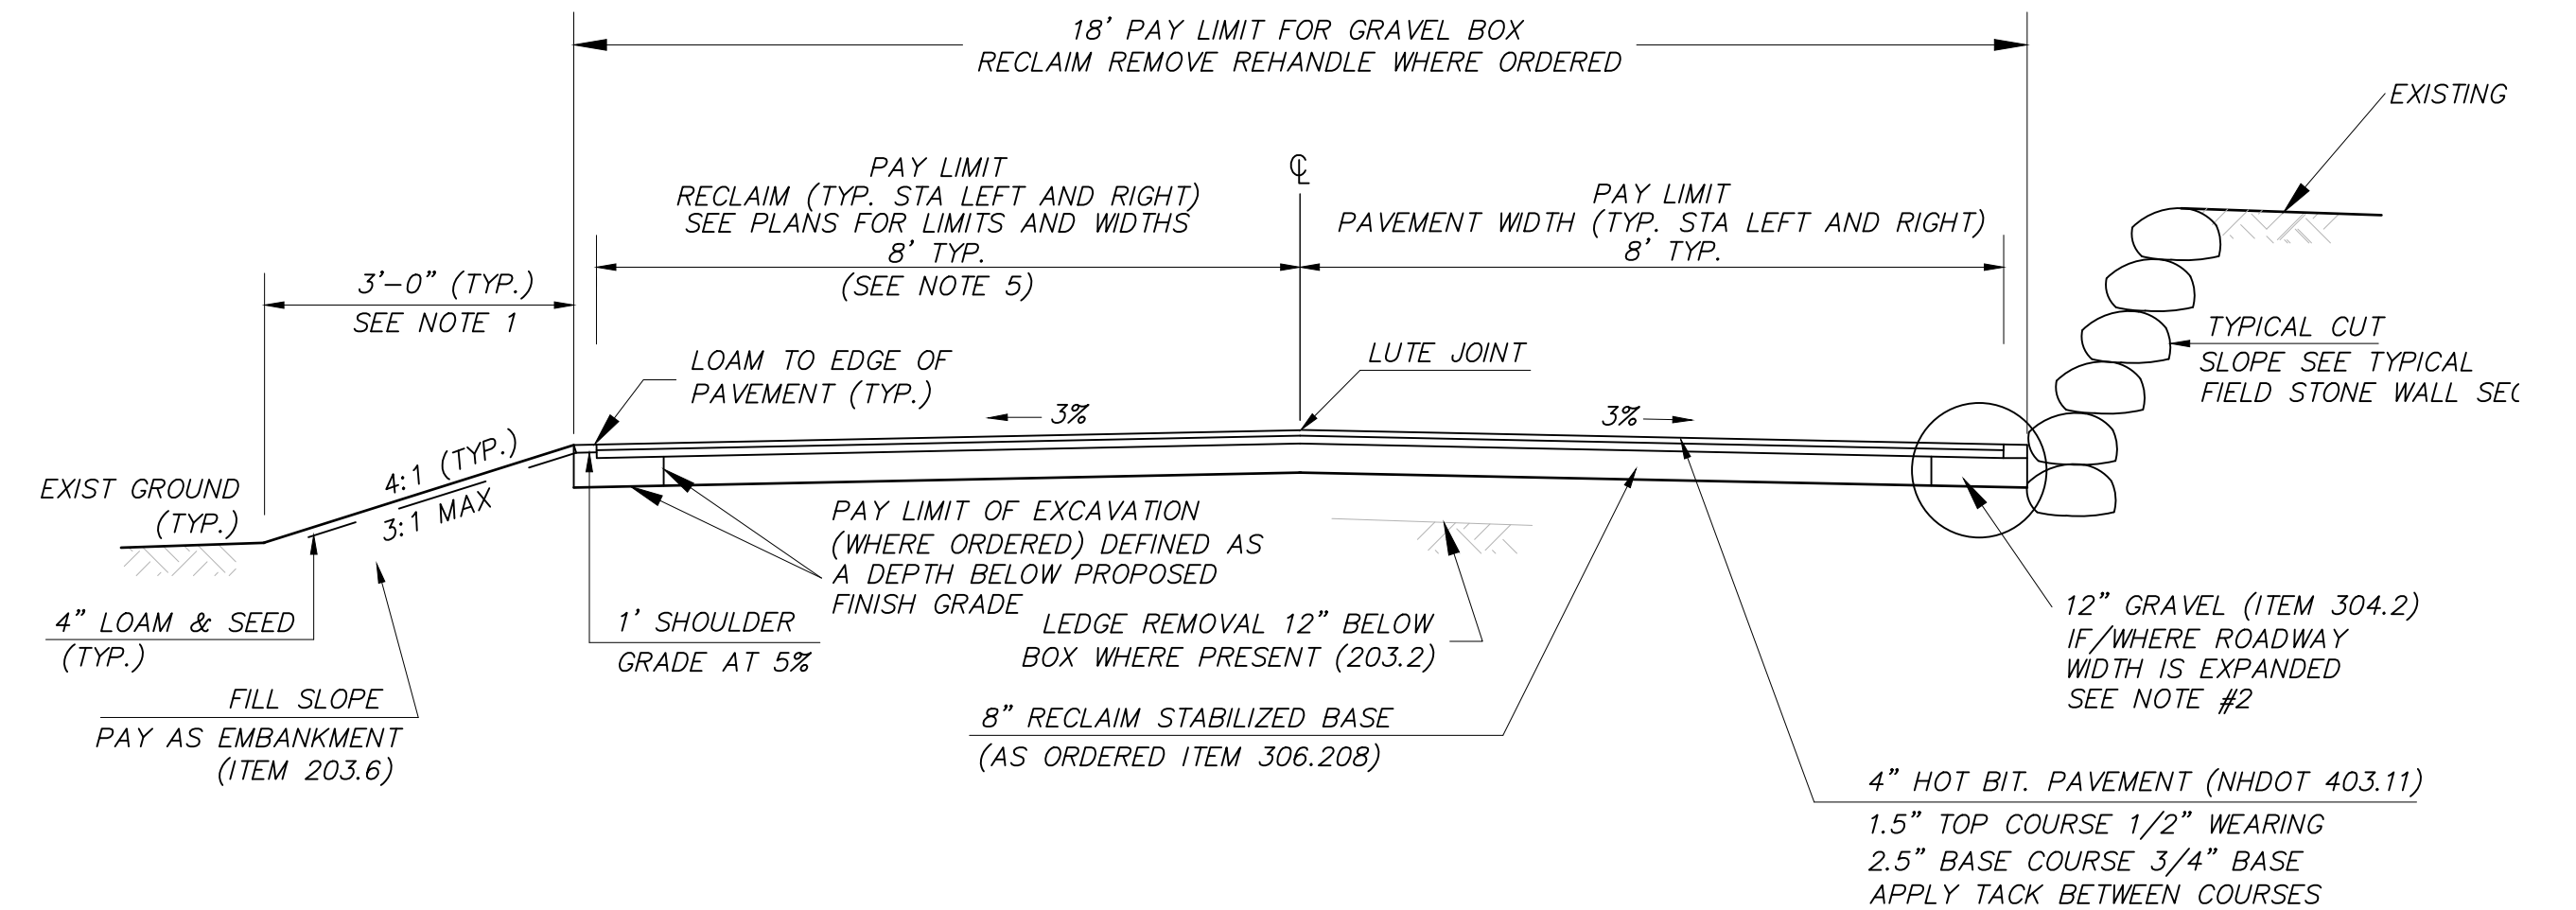 18' PAY LIMIT FOR GRAVEL BOX
RECLAIM REMOVE REHANDLE WHERE ORDERED
EXISTING
PAY LIMIT
RECLAIM (TYP. STA LEFT AND RIGHT)
SEE PLANS FOR LIMITS AND WIDTHS
8' TYP.
(SEE NOTE 5)
℄
PAY LIMIT
PAVEMENT WIDTH (TYP. STA LEFT AND RIGHT)
8' TYP.
3'-0" (TYP.)
SEE NOTE 1
LOAM TO EDGE OF
PAVEMENT (TYP.)
LUTE JOINT
TYPICAL CUT
SLOPE SEE TYPICAL
FIELD STONE WALL SEC
3%
3%
4:1 (TYP.)
3:1 MAX
EXIST GROUND
(TYP.)
PAY LIMIT OF EXCAVATION
(WHERE ORDERED) DEFINED AS
A DEPTH BELOW PROPOSED
FINISH GRADE
4" LOAM & SEED
(TYP.)
1' SHOULDER
GRADE AT 5%
LEDGE REMOVAL 12" BELOW
BOX WHERE PRESENT (203.2)
12" GRAVEL (ITEM 304.2)
IF/WHERE ROADWAY
WIDTH IS EXPANDED
SEE NOTE #2
FILL SLOPE
PAY AS EMBANKMENT
(ITEM 203.6)
8" RECLAIM STABILIZED BASE
(AS ORDERED ITEM 306.208)
4" HOT BIT. PAVEMENT (NHDOT 403.11)
1.5" TOP COURSE 1/2" WEARING
2.5" BASE COURSE 3/4" BASE
APPLY TACK BETWEEN COURSES